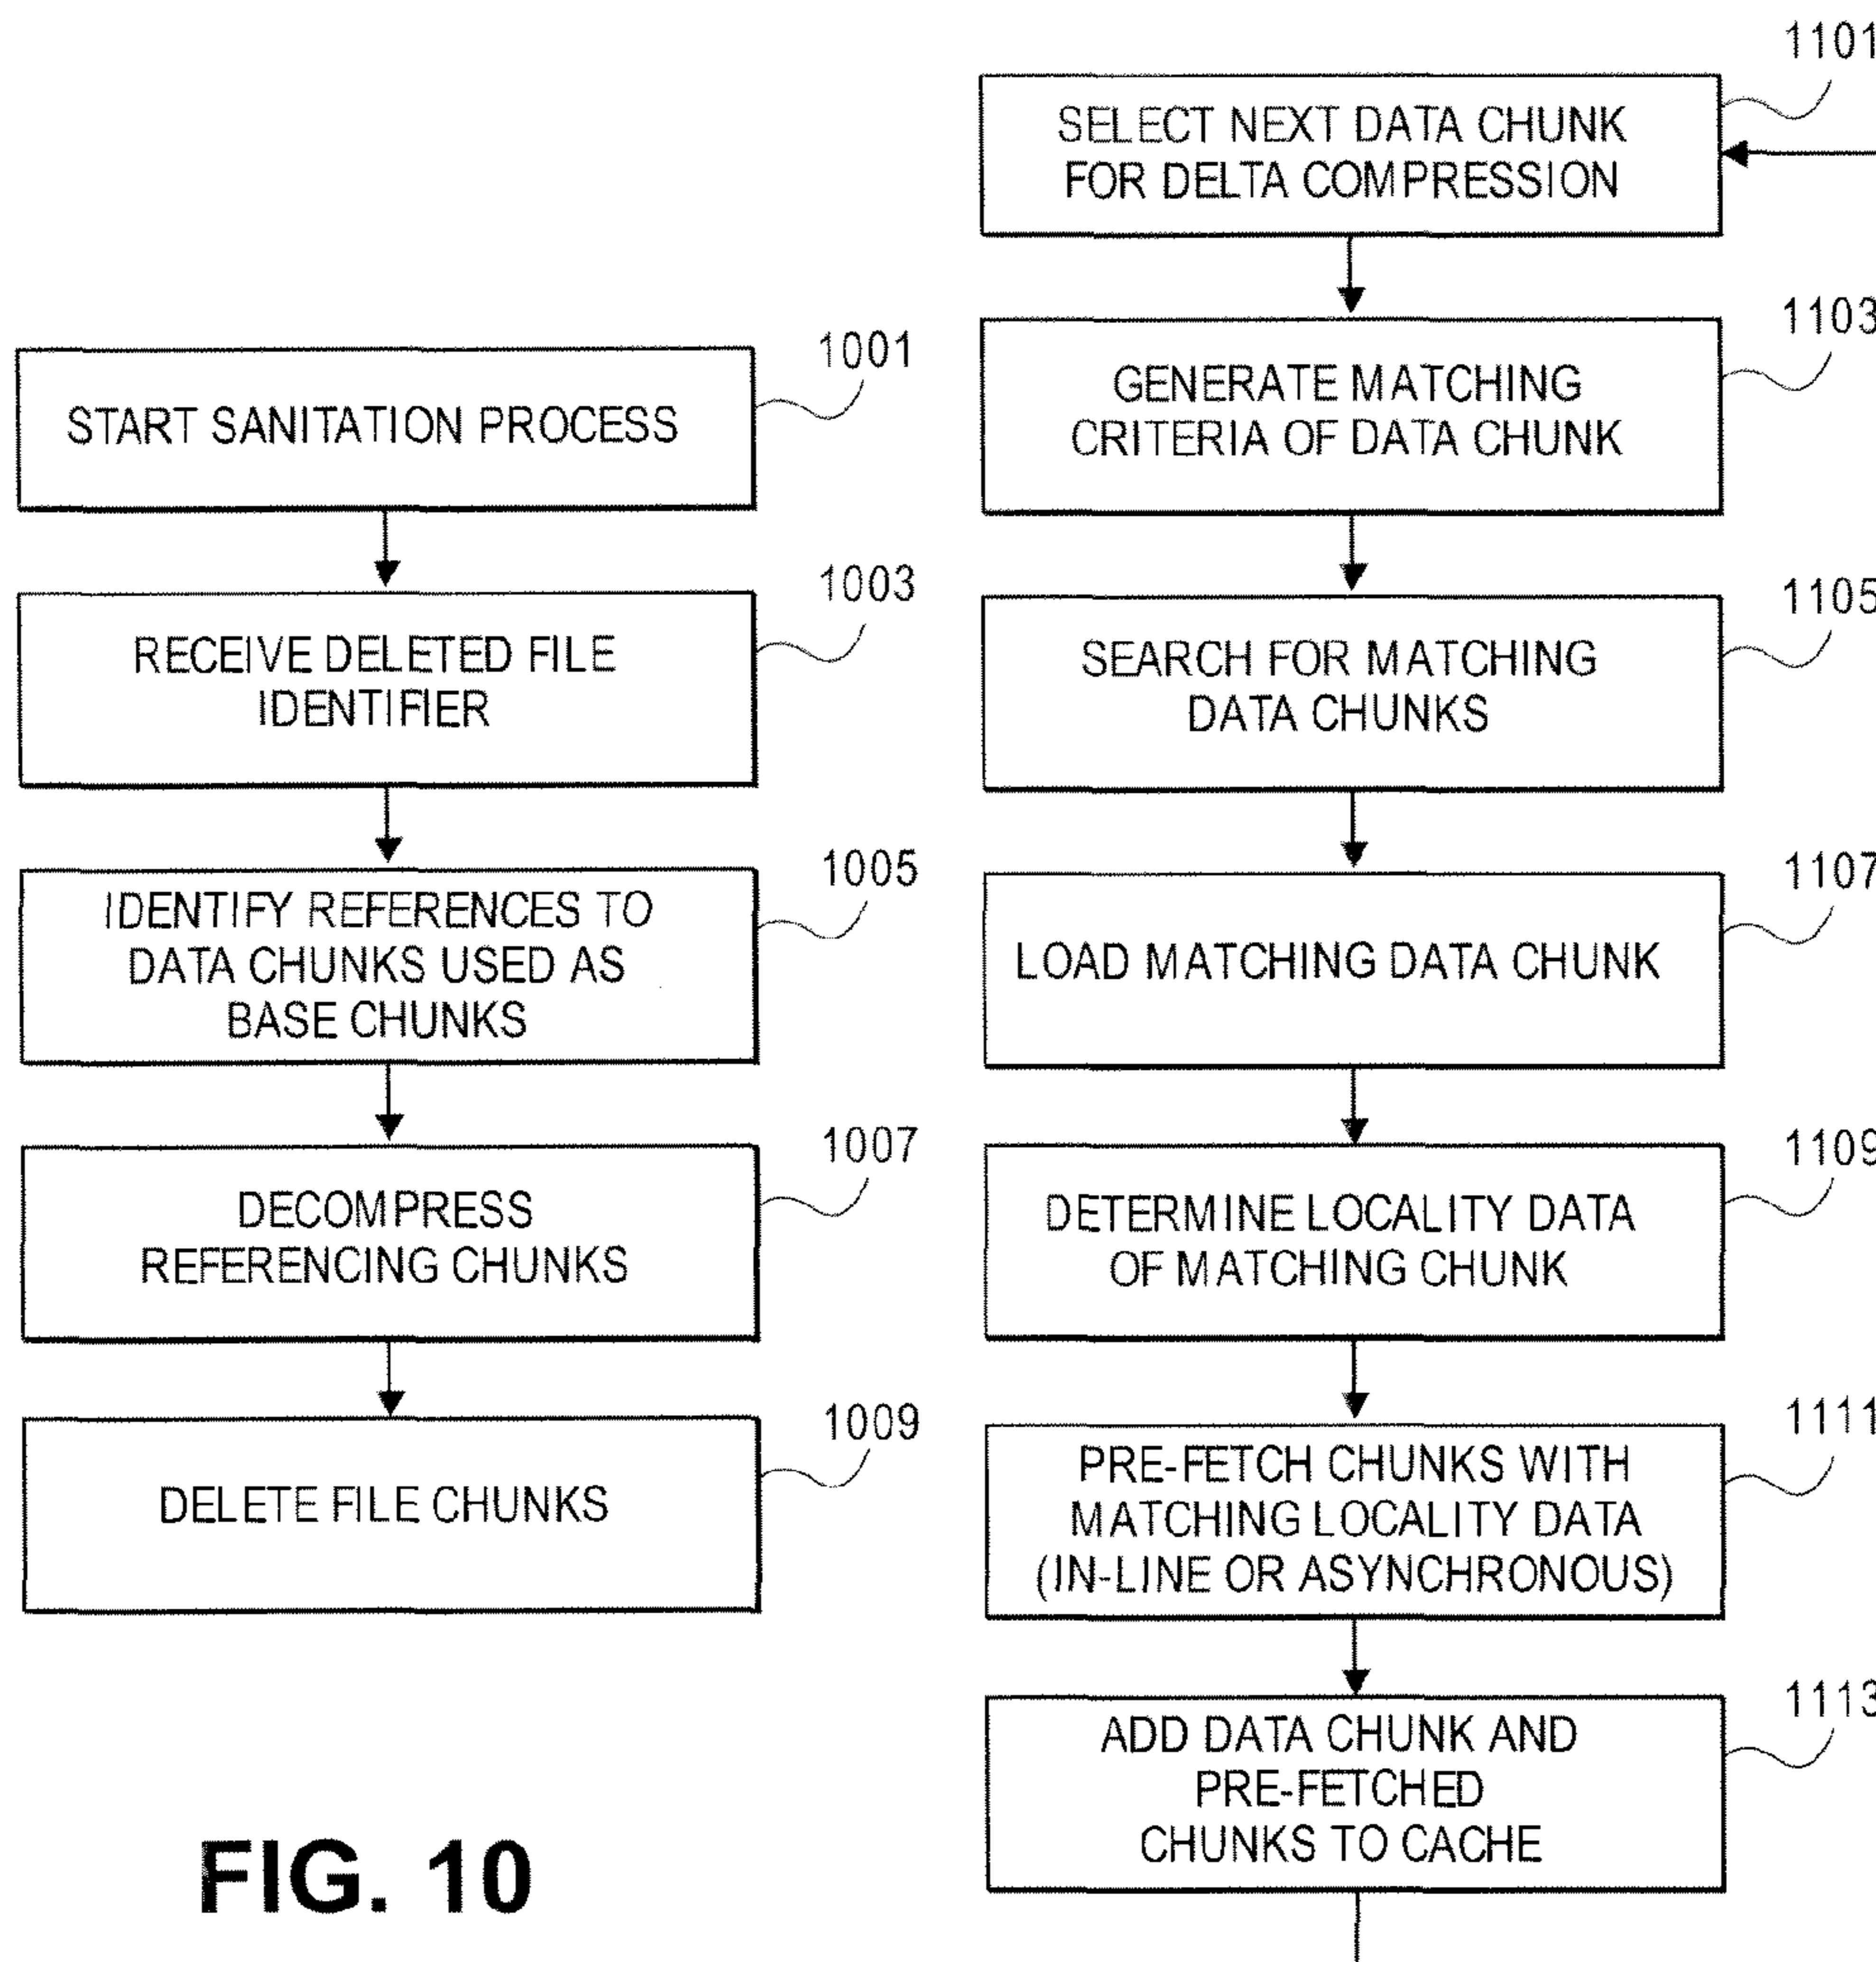 START SANITATION PROCESS
1001
RECEIVE DELETED FILE
IDENTIFIER
1003
IDENTIFY REFERENCES TO
DATA CHUNKS USED AS
BASE CHUNKS
1005
DECOMPRESS
REFERENCING CHUNKS
1007
DELETE FILE CHUNKS
1009
FIG. 10
SELECT NEXT DATA CHUNK
FOR DELTA COMPRESSION
1101
GENERATE MATCHING
CRITERIA OF DATA CHUNK
1103
SEARCH FOR MATCHING
DATA CHUNKS
1105
LOAD MATCHING DATA CHUNK
1107
DETERMINE LOCALITY DATA
OF MATCHING CHUNK
1109
PRE-FETCH CHUNKS WITH
MATCHING LOCALITY DATA
(IN-LINE OR ASYNCHRONOUS)
1111
ADD DATA CHUNK AND
PRE-FETCHED
CHUNKS TO CACHE
1113